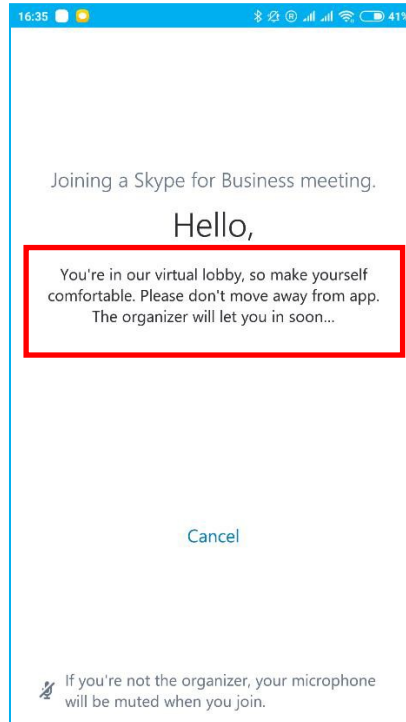 16:35 41%
Joining a Skype for Business meeting.
Hello,
You're in our virtual lobby, so make yourself
comfortable. Please don't move away from app.
The organizer will let you in soon...
Cancel
If you're not the organizer, your microphone
will be muted when you join.